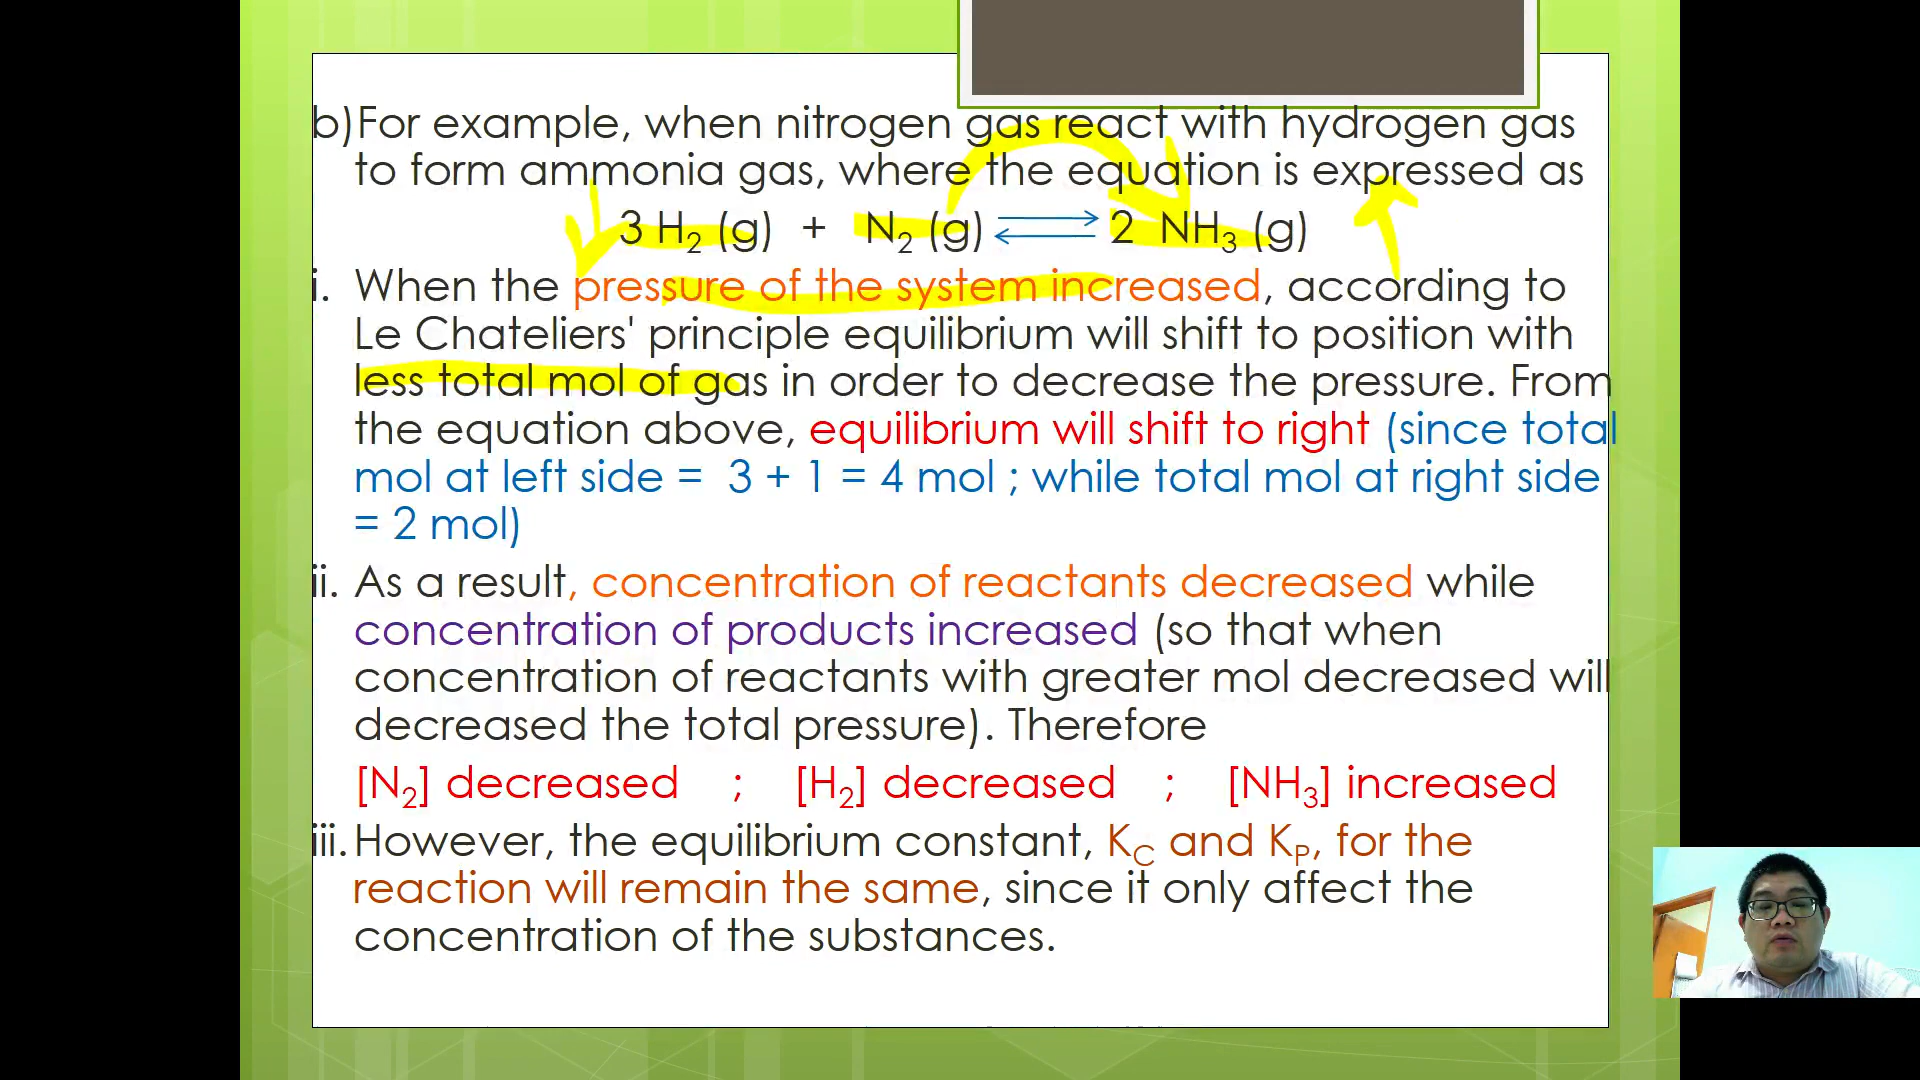 b)For example, when nitrogen gas react with hydrogen gas
to form ammonia gas, where the equation is expressed as
3 H₂ (g) + N₂ (g) ⇌ 2 NH₃ (g)
i. When the pressure of the system increased, according to
Le Chateliers' principle equilibrium will shift to position with
less total mol of gas in order to decrease the pressure. From
the equation above, equilibrium will shift to right (since total
mol at left side = 3 + 1 = 4 mol ; while total mol at right side
= 2 mol)
ii. As a result, concentration of reactants decreased while
concentration of products increased (so that when
concentration of reactants with greater mol decreased will
decreased the total pressure). Therefore
[N₂] decreased ; [H₂] decreased ; [NH₃] increased
iii. However, the equilibrium constant, K_C and K_P, for the
reaction will remain the same, since it only affect the
concentration of the substances.